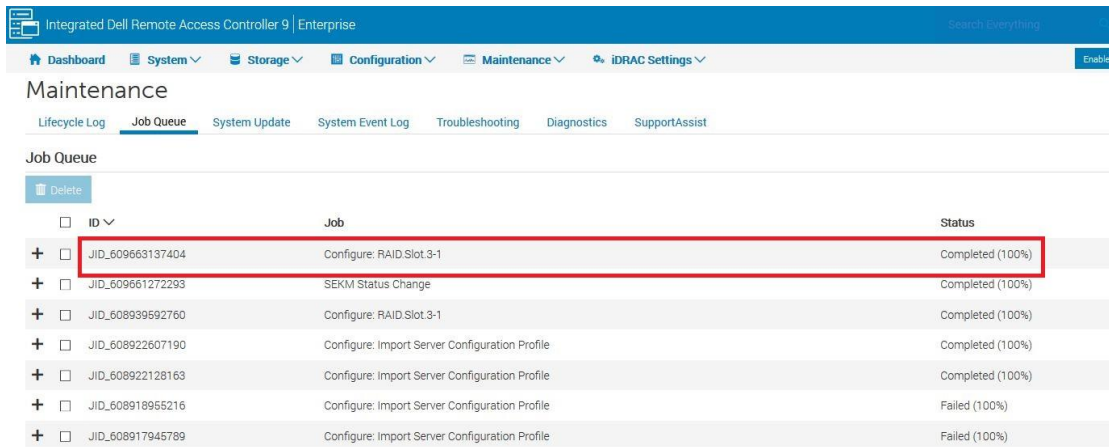 Integrated Dell Remote Access Controller 9 | Enterprise Search Everything
Dashboard System Storage Configuration Maintenance iDRAC Settings Enable
Maintenance
Lifecycle Log Job Queue System Update System Event Log Troubleshooting Diagnostics SupportAssist
Job Queue
Delete
ID Job Status
JID_609663137404 Configure: RAID.Slot.3-1 Completed (100%)
JID_609661272293 SEKM Status Change Completed (100%)
JID_608939592760 Configure: RAID.Slot.3-1 Completed (100%)
JID_608922607190 Configure: Import Server Configuration Profile Completed (100%)
JID_608922128163 Configure: Import Server Configuration Profile Completed (100%)
JID_608918955216 Configure: Import Server Configuration Profile Failed (100%)
JID_608917945789 Configure: Import Server Configuration Profile Failed (100%)